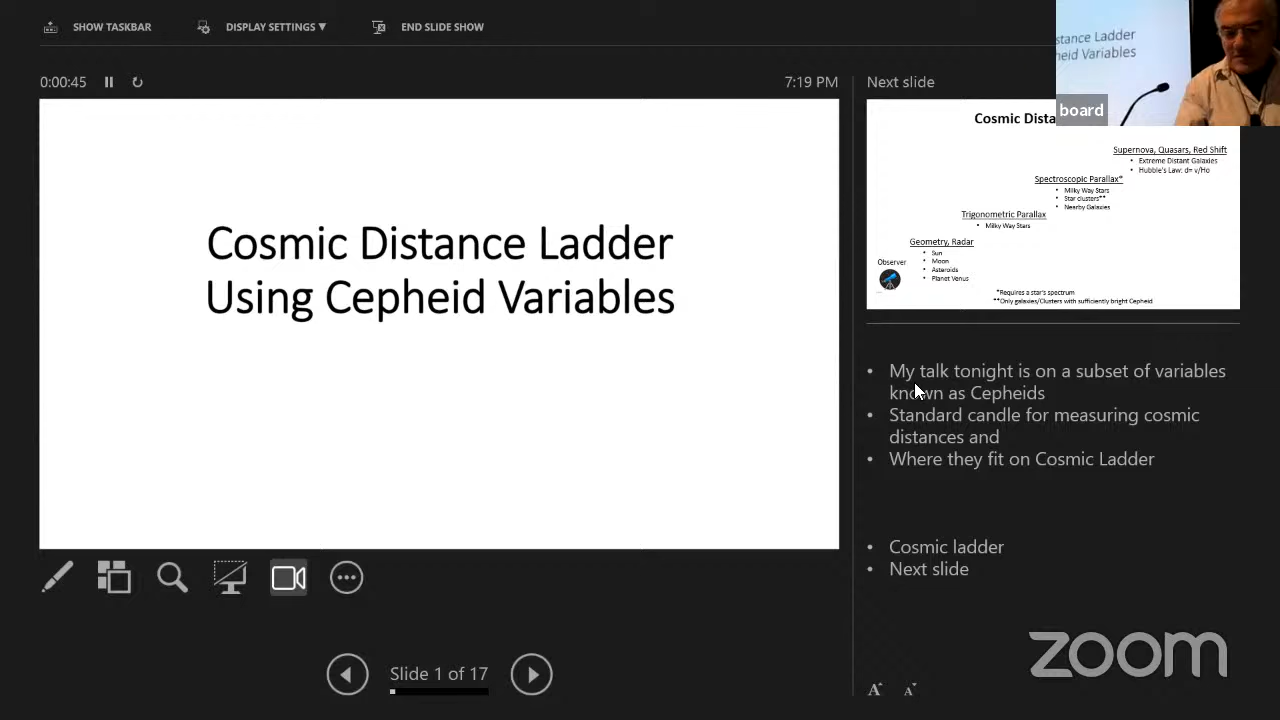 SHOW TASKBAR
DISPLAY SETTINGS ▼
END SLIDE SHOW
stance Ladder
heid Variables
board
0:00:45
7:19 PM
Next slide
Cosmic Distance Ladder
Using Cepheid Variables
Cosmic Dista
Supernova, Quasars, Red Shift
• Extreme Distant Galaxies
• Hubble's Law: d= v/Ho
Spectroscopic Parallax*
• Milky Way Stars
• Star clusters**
• Nearby Galaxies
Trigonometric Parallax
• Milky Way Stars
Geometry, Radar
• Sun
• Moon
• Asteroids
• Planet Venus
Observer
*Requires a star's spectrum
**Only galaxies/Clusters with sufficiently bright Cepheid
• My talk tonight is on a subset of variables
known as Cepheids
• Standard candle for measuring cosmic
distances and
• Where they fit on Cosmic Ladder
• Cosmic ladder
• Next slide
Slide 1 of 17
A A
zoom